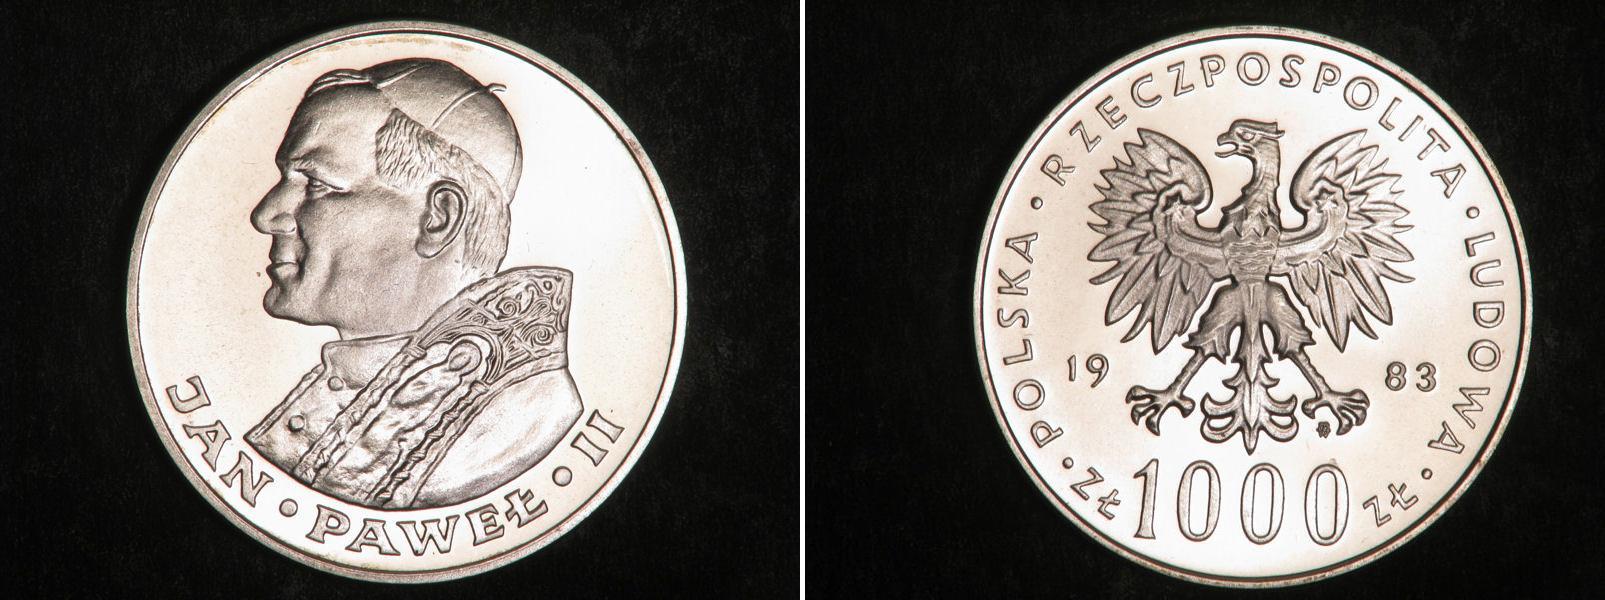 JAN · PAWEŁ · II
· POLSKA · RZECZPOSPOLITA · LUDOWA ·
19 83
ZŁ 1000 ZŁ